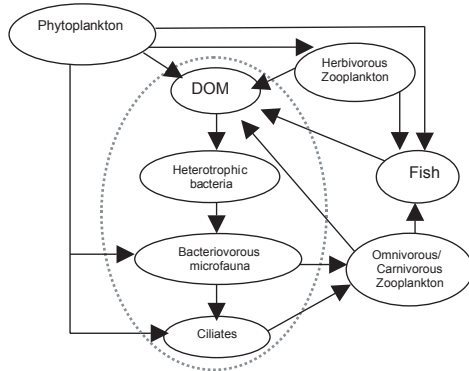 Phytoplankton
Herbivorous
Zooplankton
DOM
Heterotrophic
bacteria
Fish
Bacteriovorous
microfauna
Omnivorous/
Carnivorous
Zooplankton
Ciliates